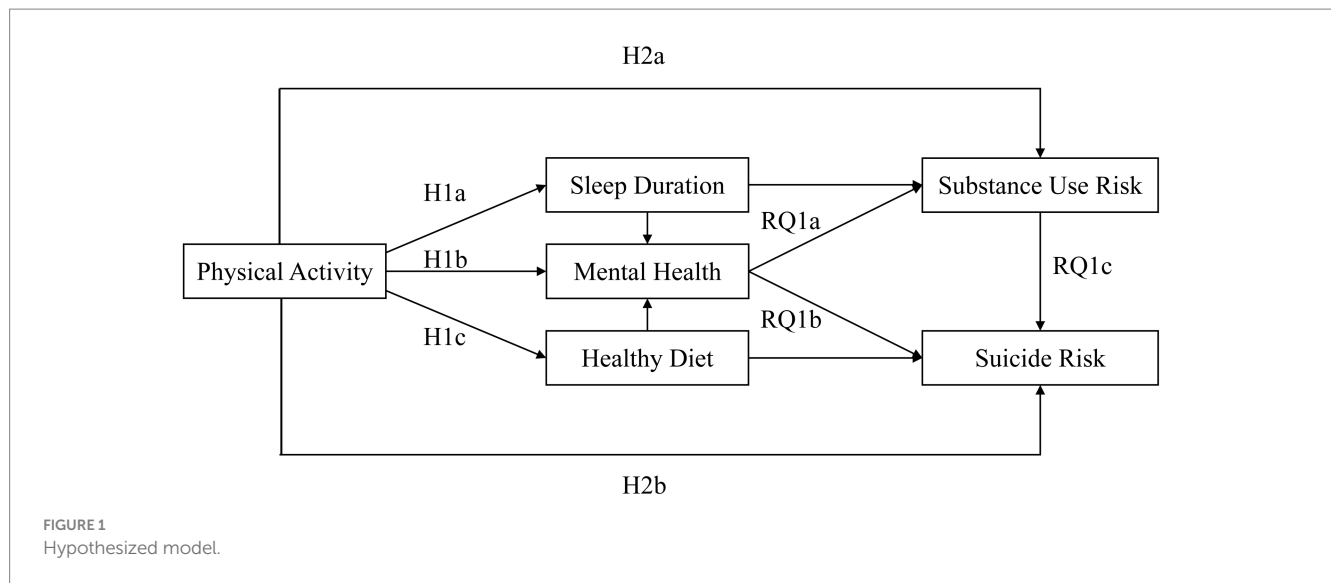 H2a
Sleep Duration
Substance Use Risk
H1a
RQ1a
Physical Activity
H1b
Mental Health
RQ1c
H1c
RQ1b
Healthy Diet
Suicide Risk
H2b
FIGURE 1
Hypothesized model.